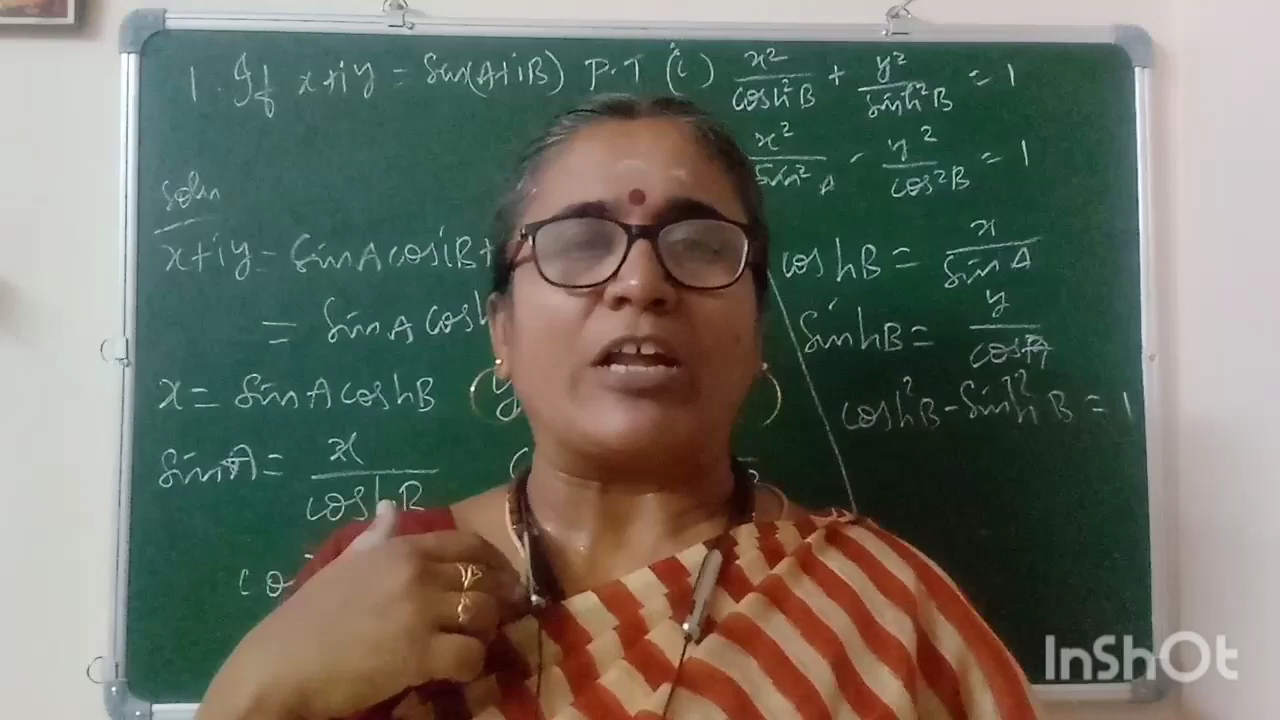 1. If x+iy = Sin(A+iB) P.T (i) x²/cosh²B + y²/sinh²B = 1
x²/Sin²A - y²/cos²B = 1
Soln
x+iy = SinA cosiB+
= SinA cosh
x = SinA coshB y
SinA = x/coshB
co
coshB = x/SinA
SinhB = y/cosA
cosh²B - Sinh²B = 1
InShOt